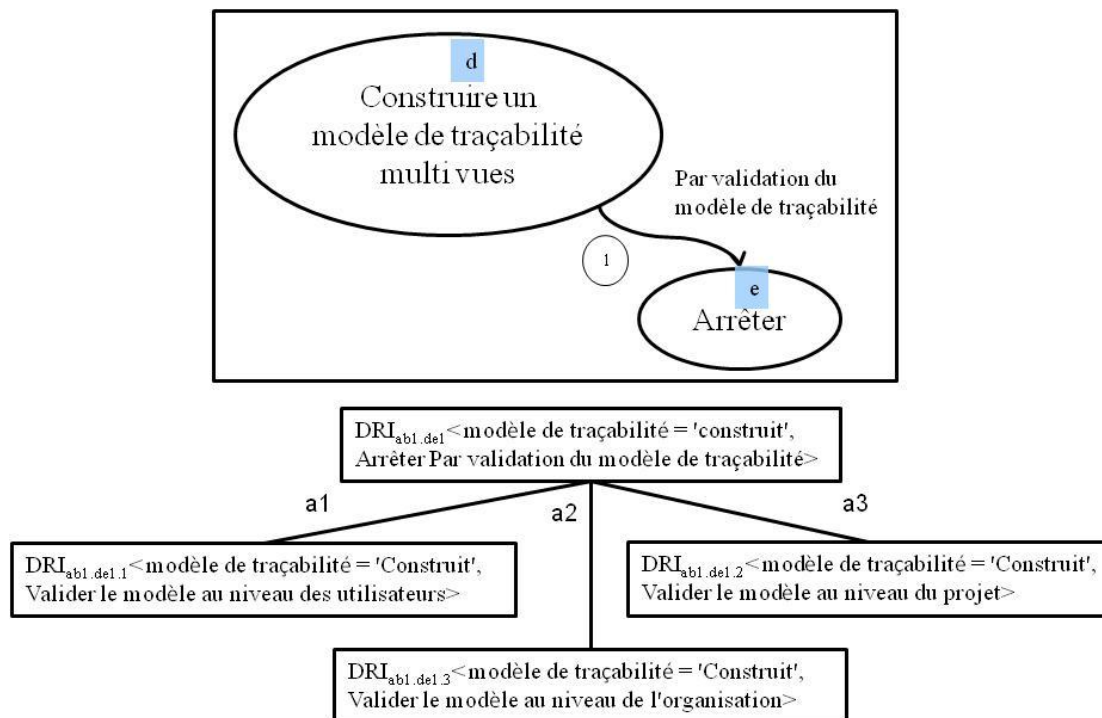 d
Construire un
modèle de traçabilité
multi vues
Par validation du
modèle de traçabilité
1
e
Arrêter
DRIab1.de1<modèle de traçabilité = 'construit',
Arrêter Par validation du modèle de traçabilité>
a1
a2
a3
DRIab1.de1.1<modèle de traçabilité = 'Construit',
Valider le modèle au niveau des utilisateurs>
DRIab1.de1.2<modèle de traçabilité = 'Construit',
Valider le modèle au niveau du projet>
DRIab1.de1.3<modèle de traçabilité = 'Construit',
Valider le modèle au niveau de l'organisation>